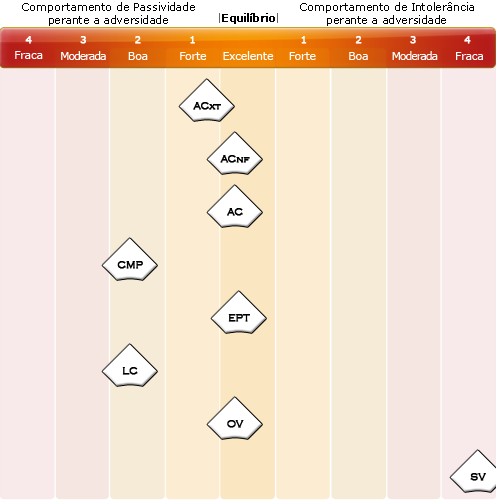 Comportamento de Passividade
perante a adversidade
|Equilíbrio|
Comportamento de Intolerância
perante a adversidade
4 3 2 1 1 2 3 4
Fraca Moderada Boa Forte Excelente Forte Boa Moderada Fraca
ACXT
ACNF
AC
CMP
EPT
LC
OV
SV